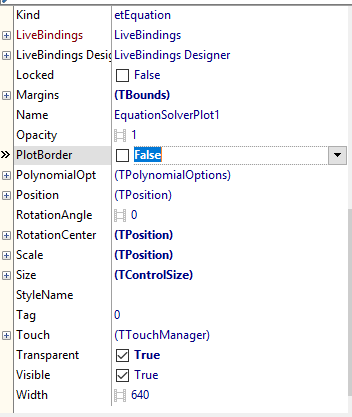 Kind etEquation
LiveBindings LiveBindings
LiveBindings Desig LiveBindings Designer
Locked False
Margins (TBounds)
Name EquationSolverPlot1
Opacity 1
PlotBorder False
PolynomialOpt (TPolynomialOptions)
Position (TPosition)
RotationAngle 0
RotationCenter (TPosition)
Scale (TPosition)
Size (TControlSize)
StyleName
Tag 0
Touch (TTouchManager)
Transparent True
Visible True
Width 640